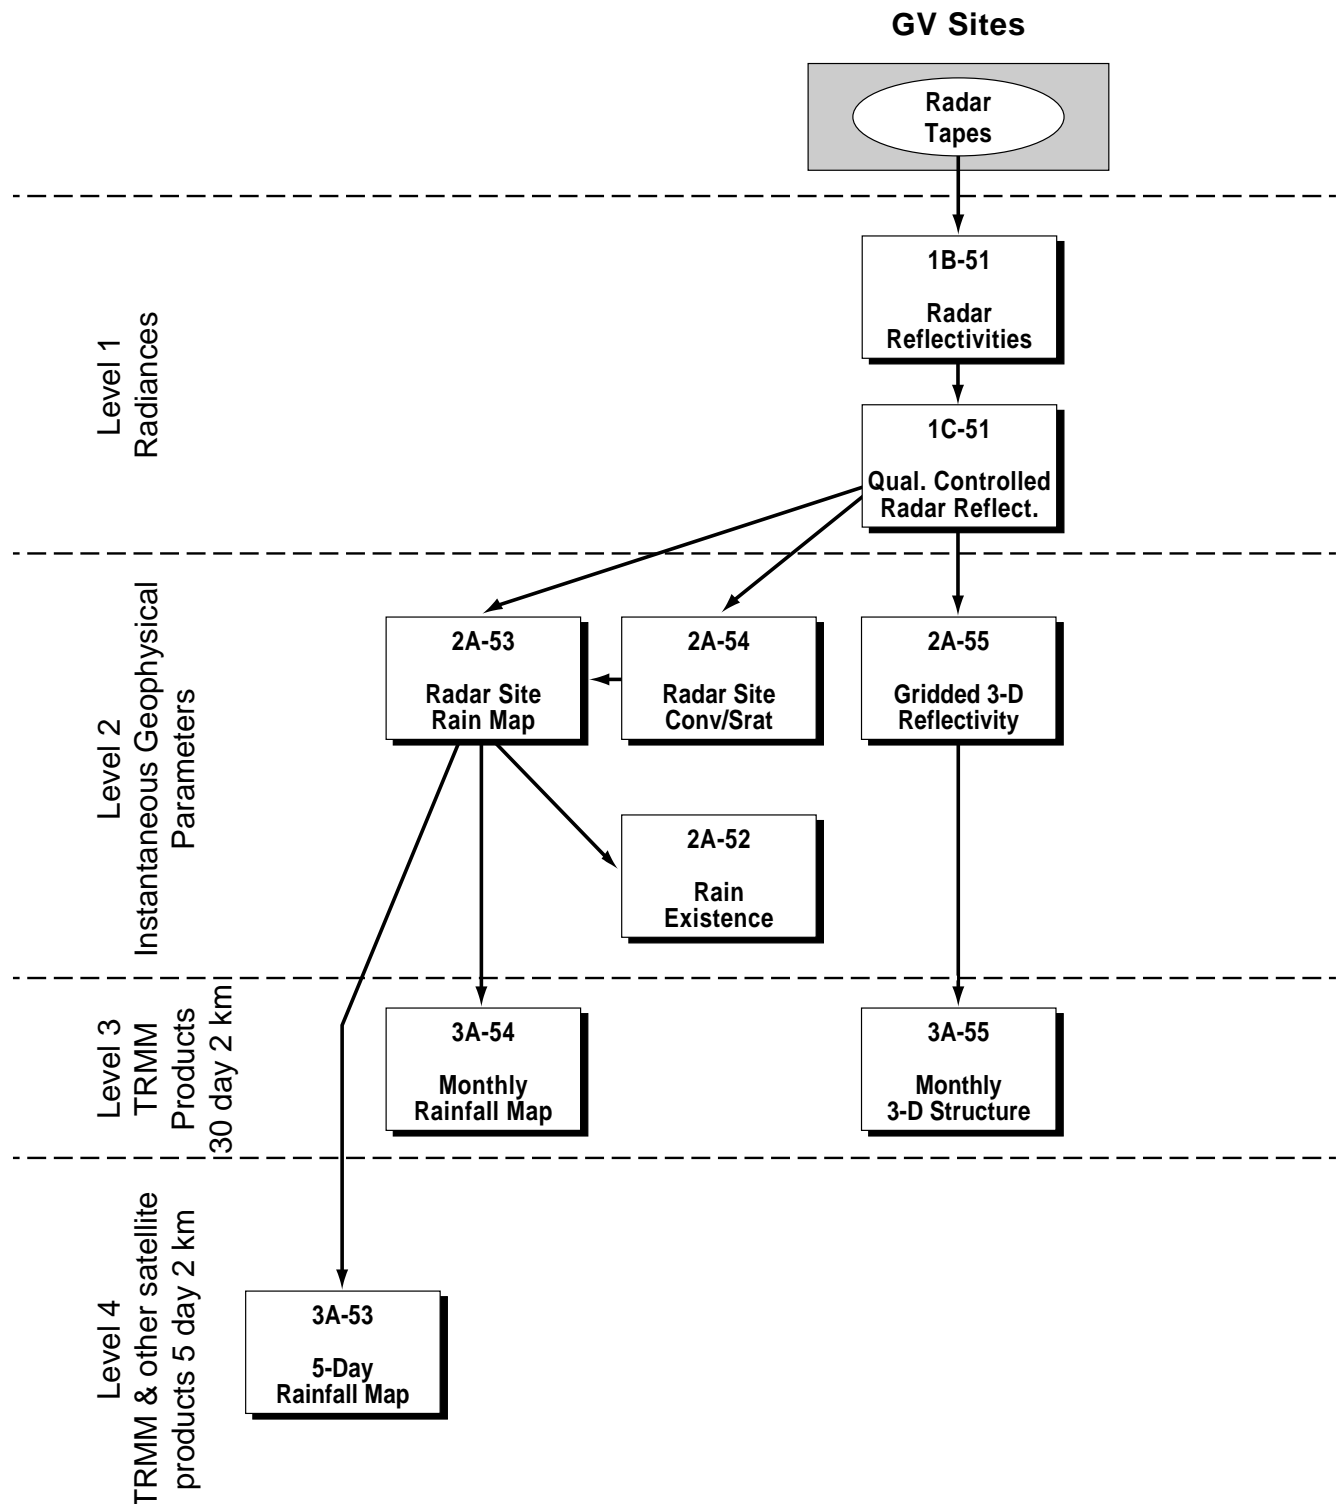 GV Sites
Radar
Tapes
Level 1
Radiances
1B-51
Radar
Reflectivities
1C-51
Qual. Controlled
Radar Reflect.
Level 2
Instantaneous Geophysical
Parameters
2A-53
Radar Site
Rain Map
2A-54
Radar Site
Conv/Srat
2A-55
Gridded 3-D
Reflectivity
2A-52
Rain
Existence
Level 3
TRMM
Products
30 day 2 km
3A-54
Monthly
Rainfall Map
3A-55
Monthly
3-D Structure
Level 4
TRMM & other satellite
products 5 day 2 km
3A-53
5-Day
Rainfall Map